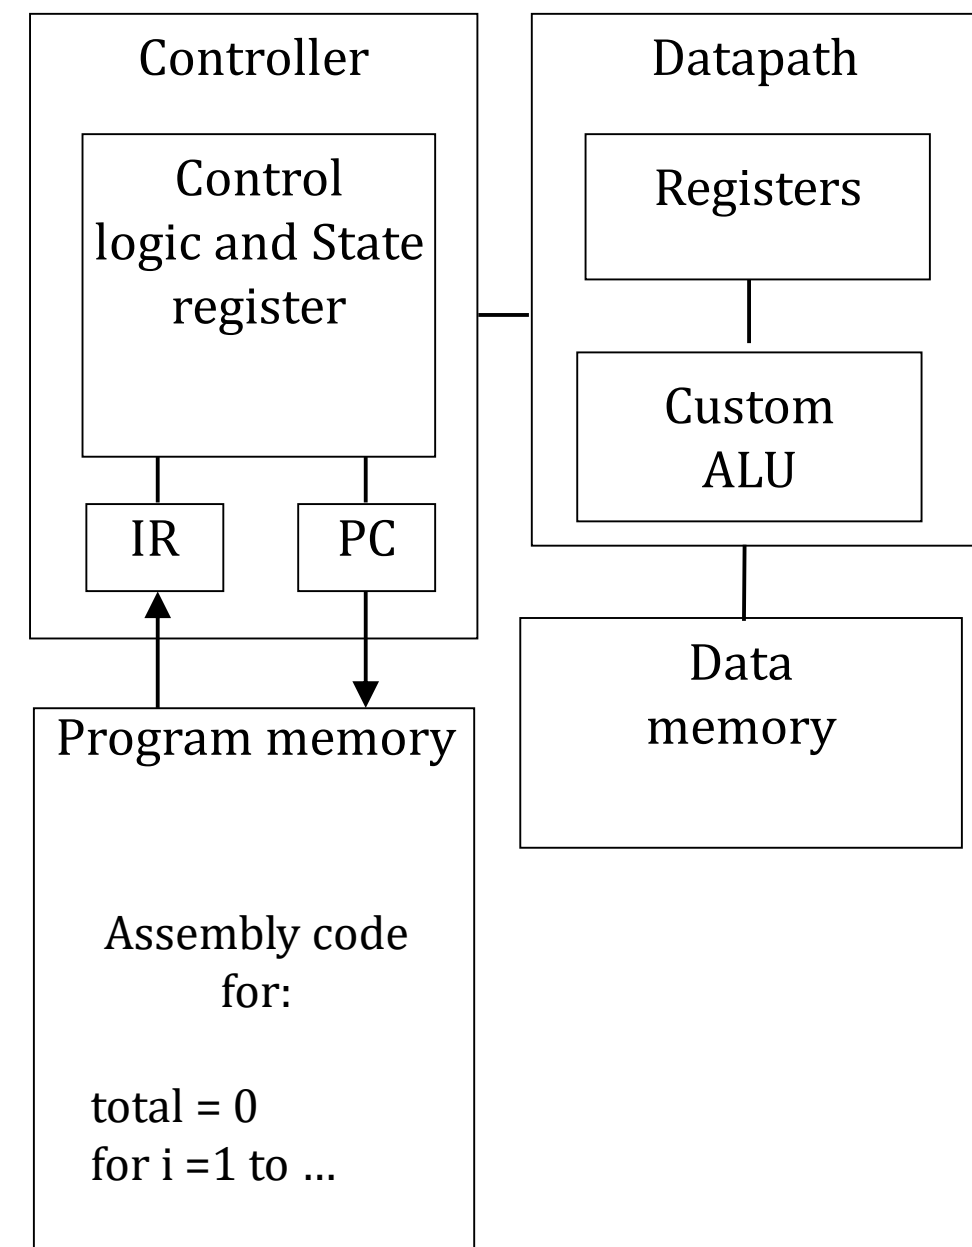 Controller
Control
logic and State
register
IR
PC
Datapath
Registers
Custom
ALU
Data
memory
Program memory
Assembly code
for:
total = 0
for i =1 to …